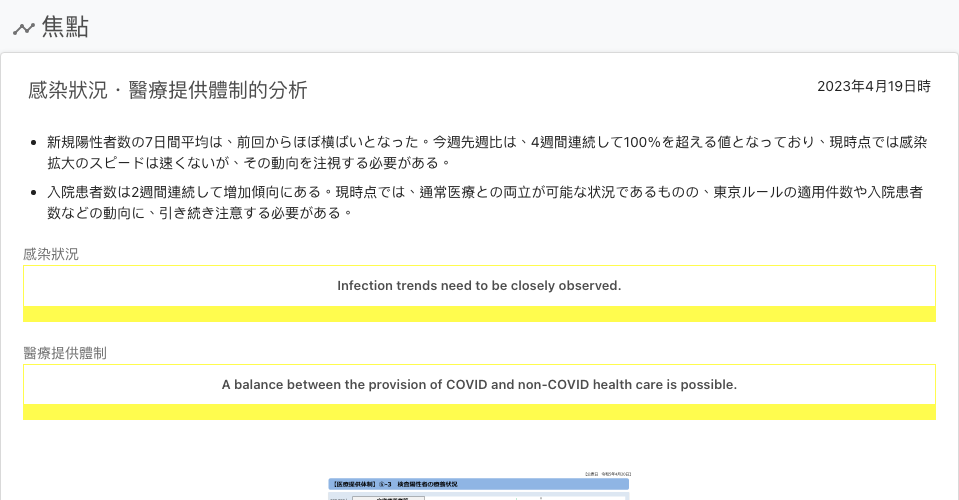 焦點
感染狀況・醫療提供體制的分析
2023年4月19日時
新規陽性者数の7日間平均は、前回からほぼ横ばいとなった。今週先週比は、4週間連続して100％を超える値となっており、現時点では感染
拡大のスピードは速くないが、その動向を注視する必要がある。
入院患者数は2週間連続して増加傾向にある。現時点では、通常医療との両立が可能な状況であるものの、東京ルールの適用件数や入院患者
数などの動向に、引き続き注意する必要がある。
感染狀況
Infection trends need to be closely observed.
醫療提供體制
A balance between the provision of COVID and non-COVID health care is possible.
【医療提供体制】⑤-3 検査陽性者の療養状況